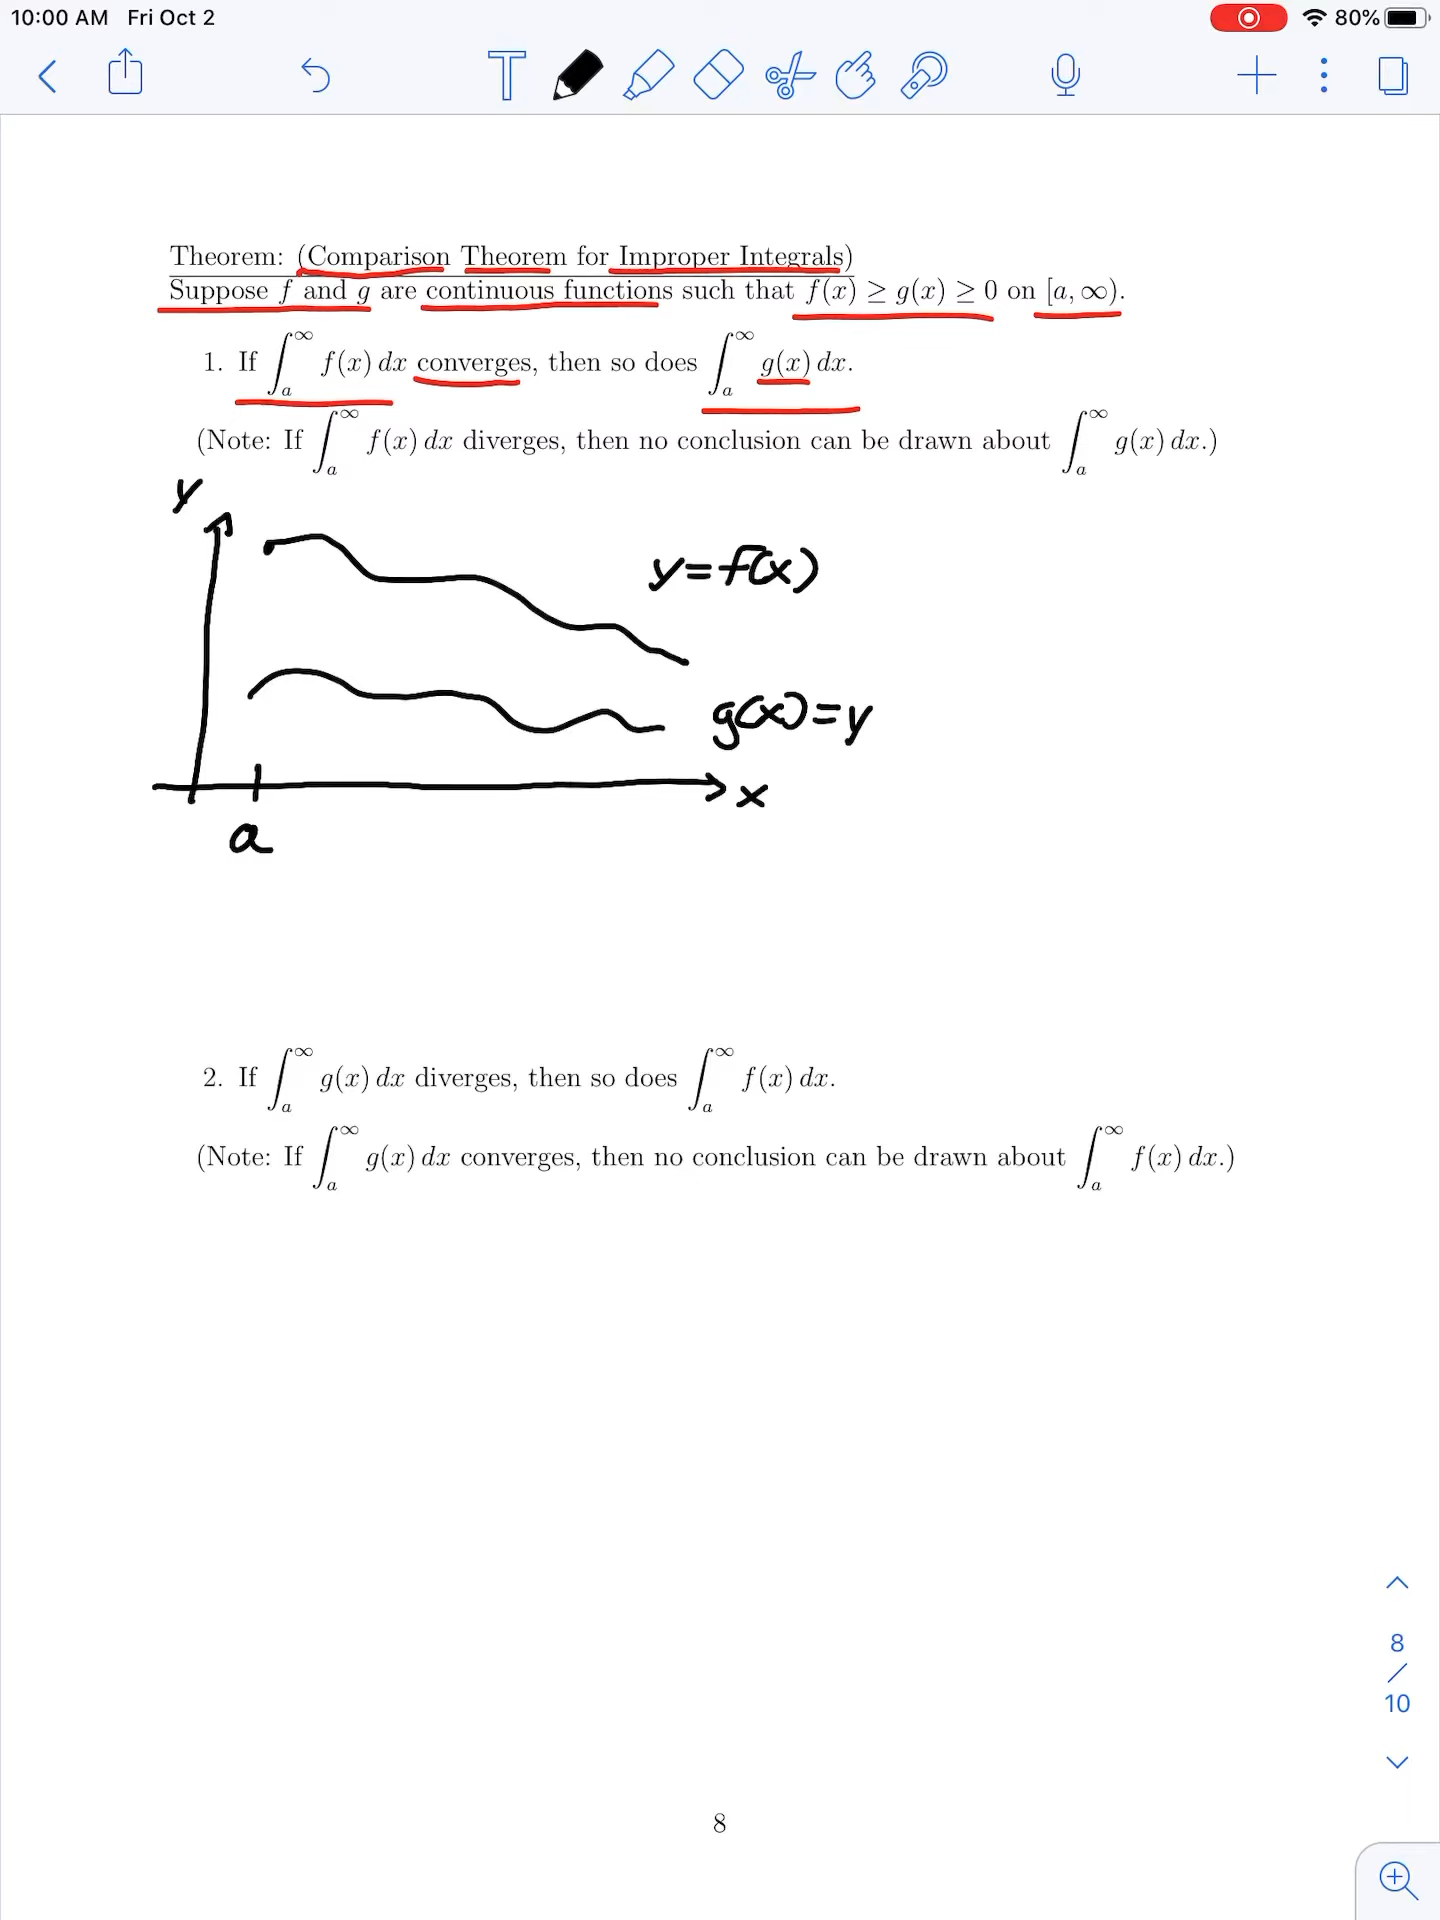 10:00 AM Fri Oct 2 80%
T
Theorem: (Comparison Theorem for Improper Integrals)
Suppose f and g are continuous functions such that f(x) ≥ g(x) ≥ 0 on [a, ∞).
1. If ∫_a^∞ f(x) dx converges, then so does ∫_a^∞ g(x) dx.
(Note: If ∫_a^∞ f(x) dx diverges, then no conclusion can be drawn about ∫_a^∞ g(x) dx.)
y
y=f(x)
g(x)=y
x
a
2. If ∫_a^∞ g(x) dx diverges, then so does ∫_a^∞ f(x) dx.
(Note: If ∫_a^∞ g(x) dx converges, then no conclusion can be drawn about ∫_a^∞ f(x) dx.)
8
/
10
8